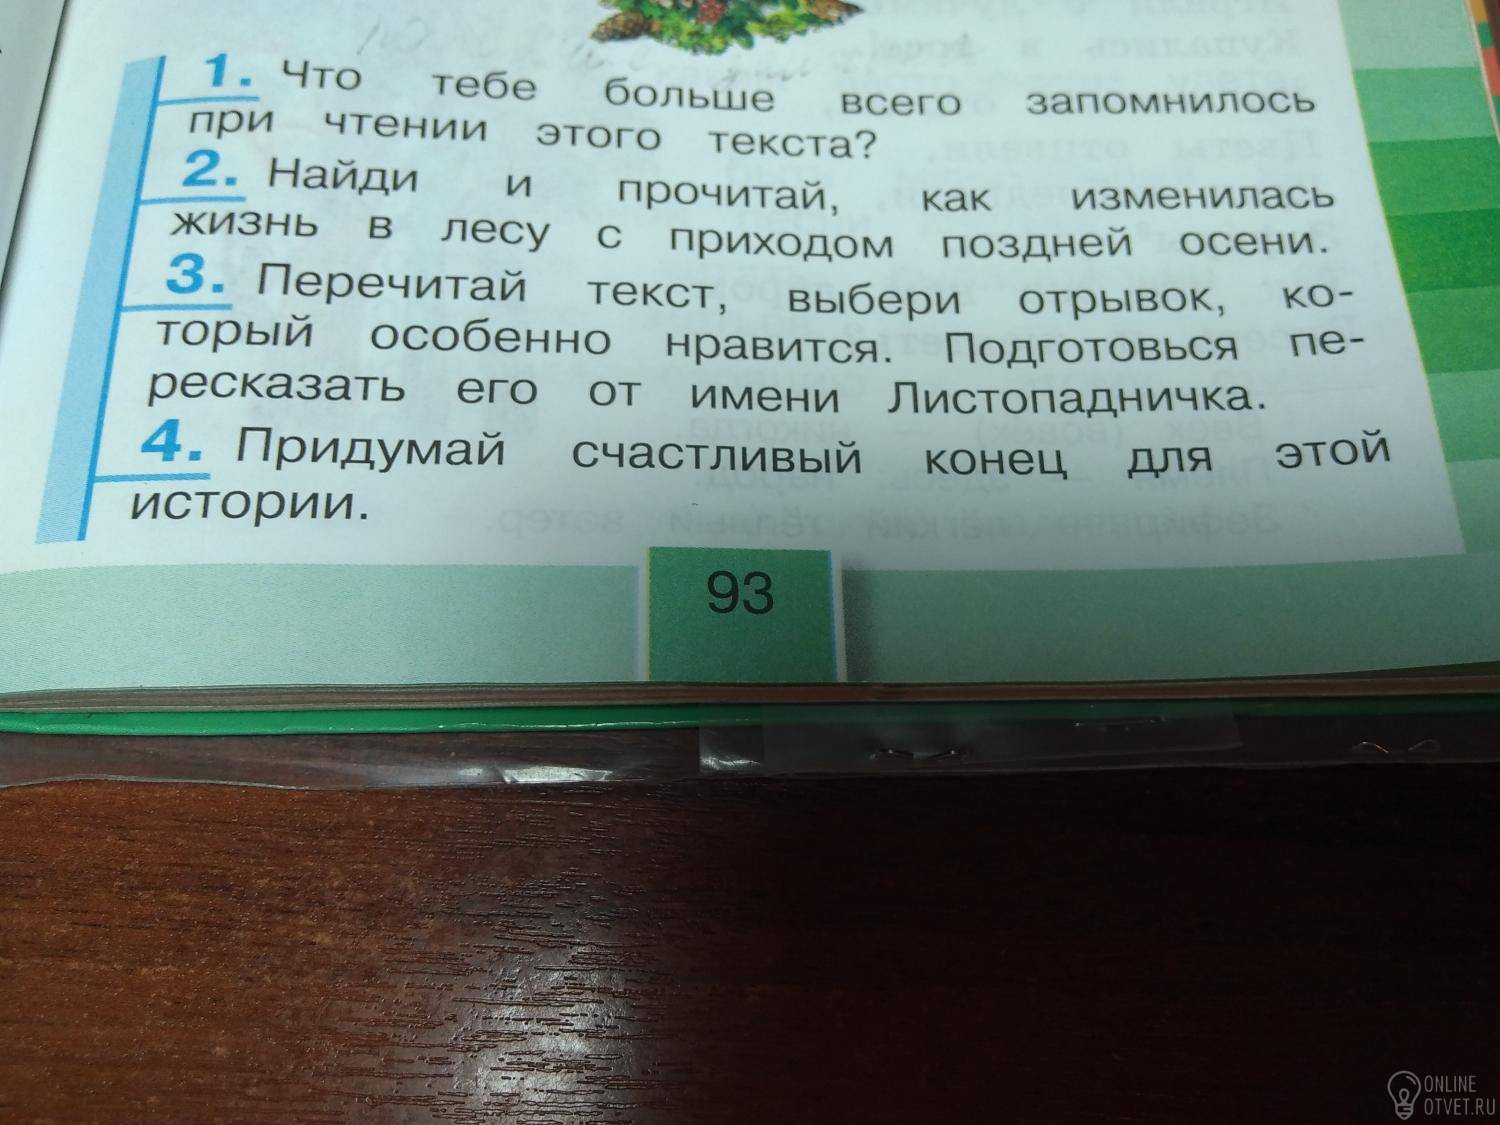 1. Что тебе больше всего запомнилось
при чтении этого текста?
2. Найди и прочитай, как изменилась
жизнь в лесу с приходом поздней осени.
3. Перечитай текст, выбери отрывок, ко-
торый особенно нравится. Подготовься пе-
ресказать его от имени Листопадничка.
4. Придумай счастливый конец для этой
истории.
93
ONLINE
OTVET.RU